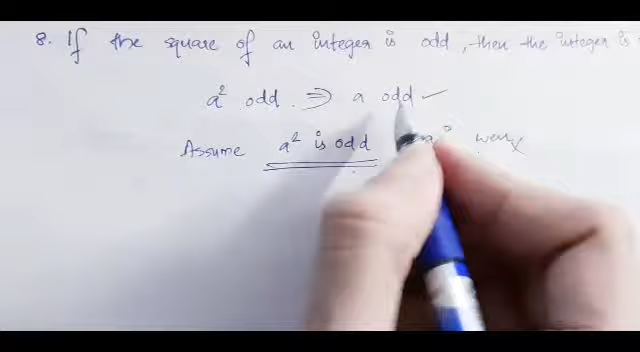 8. If the square of an integer is odd, then the integer is
a² odd. ⇒ a odd ✓
Assume a² is odd